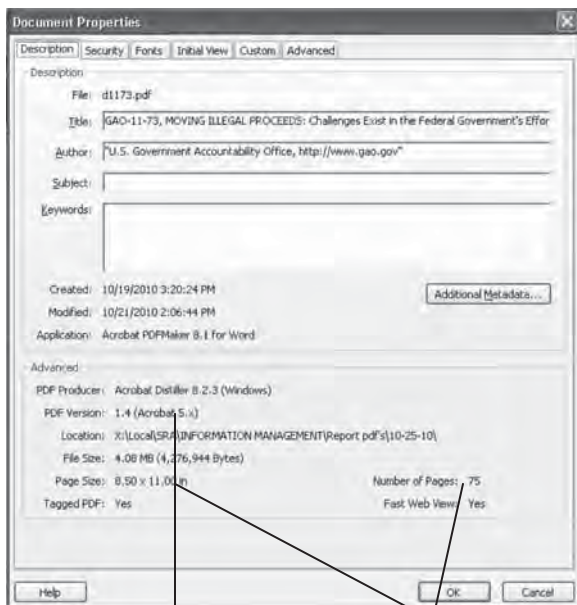 Document Properties
Description Security Fonts Initial View Custom Advanced
Description
File: d1173.pdf
Title: GAO-11-73, MOVING ILLEGAL PROCEEDS: Challenges Exist in the Federal Government's Effor
Author: "U.S. Government Accountability Office, http://www.gao.gov"
Subject:
Keywords:
Created: 10/19/2010 3:20:24 PM
Additional Metadata...
Modified: 10/21/2010 2:06:44 PM
Application: Acrobat PDFMaker 8.1 for Word
Advanced
PDF Producer: Acrobat Distiller 8.2.3 (Windows)
PDF Version: 1.4 (Acrobat 5.x)
Location: X:\Local\SRA\INFORMATION MANAGEMENT\Report pdf's\10-25-10\
File Size: 4.08 MB (4,276,944 Bytes)
Page Size: 8.50 x 11.00 in Number of Pages: 75
Tagged PDF: Yes Fast Web View: Yes
Help OK Cancel